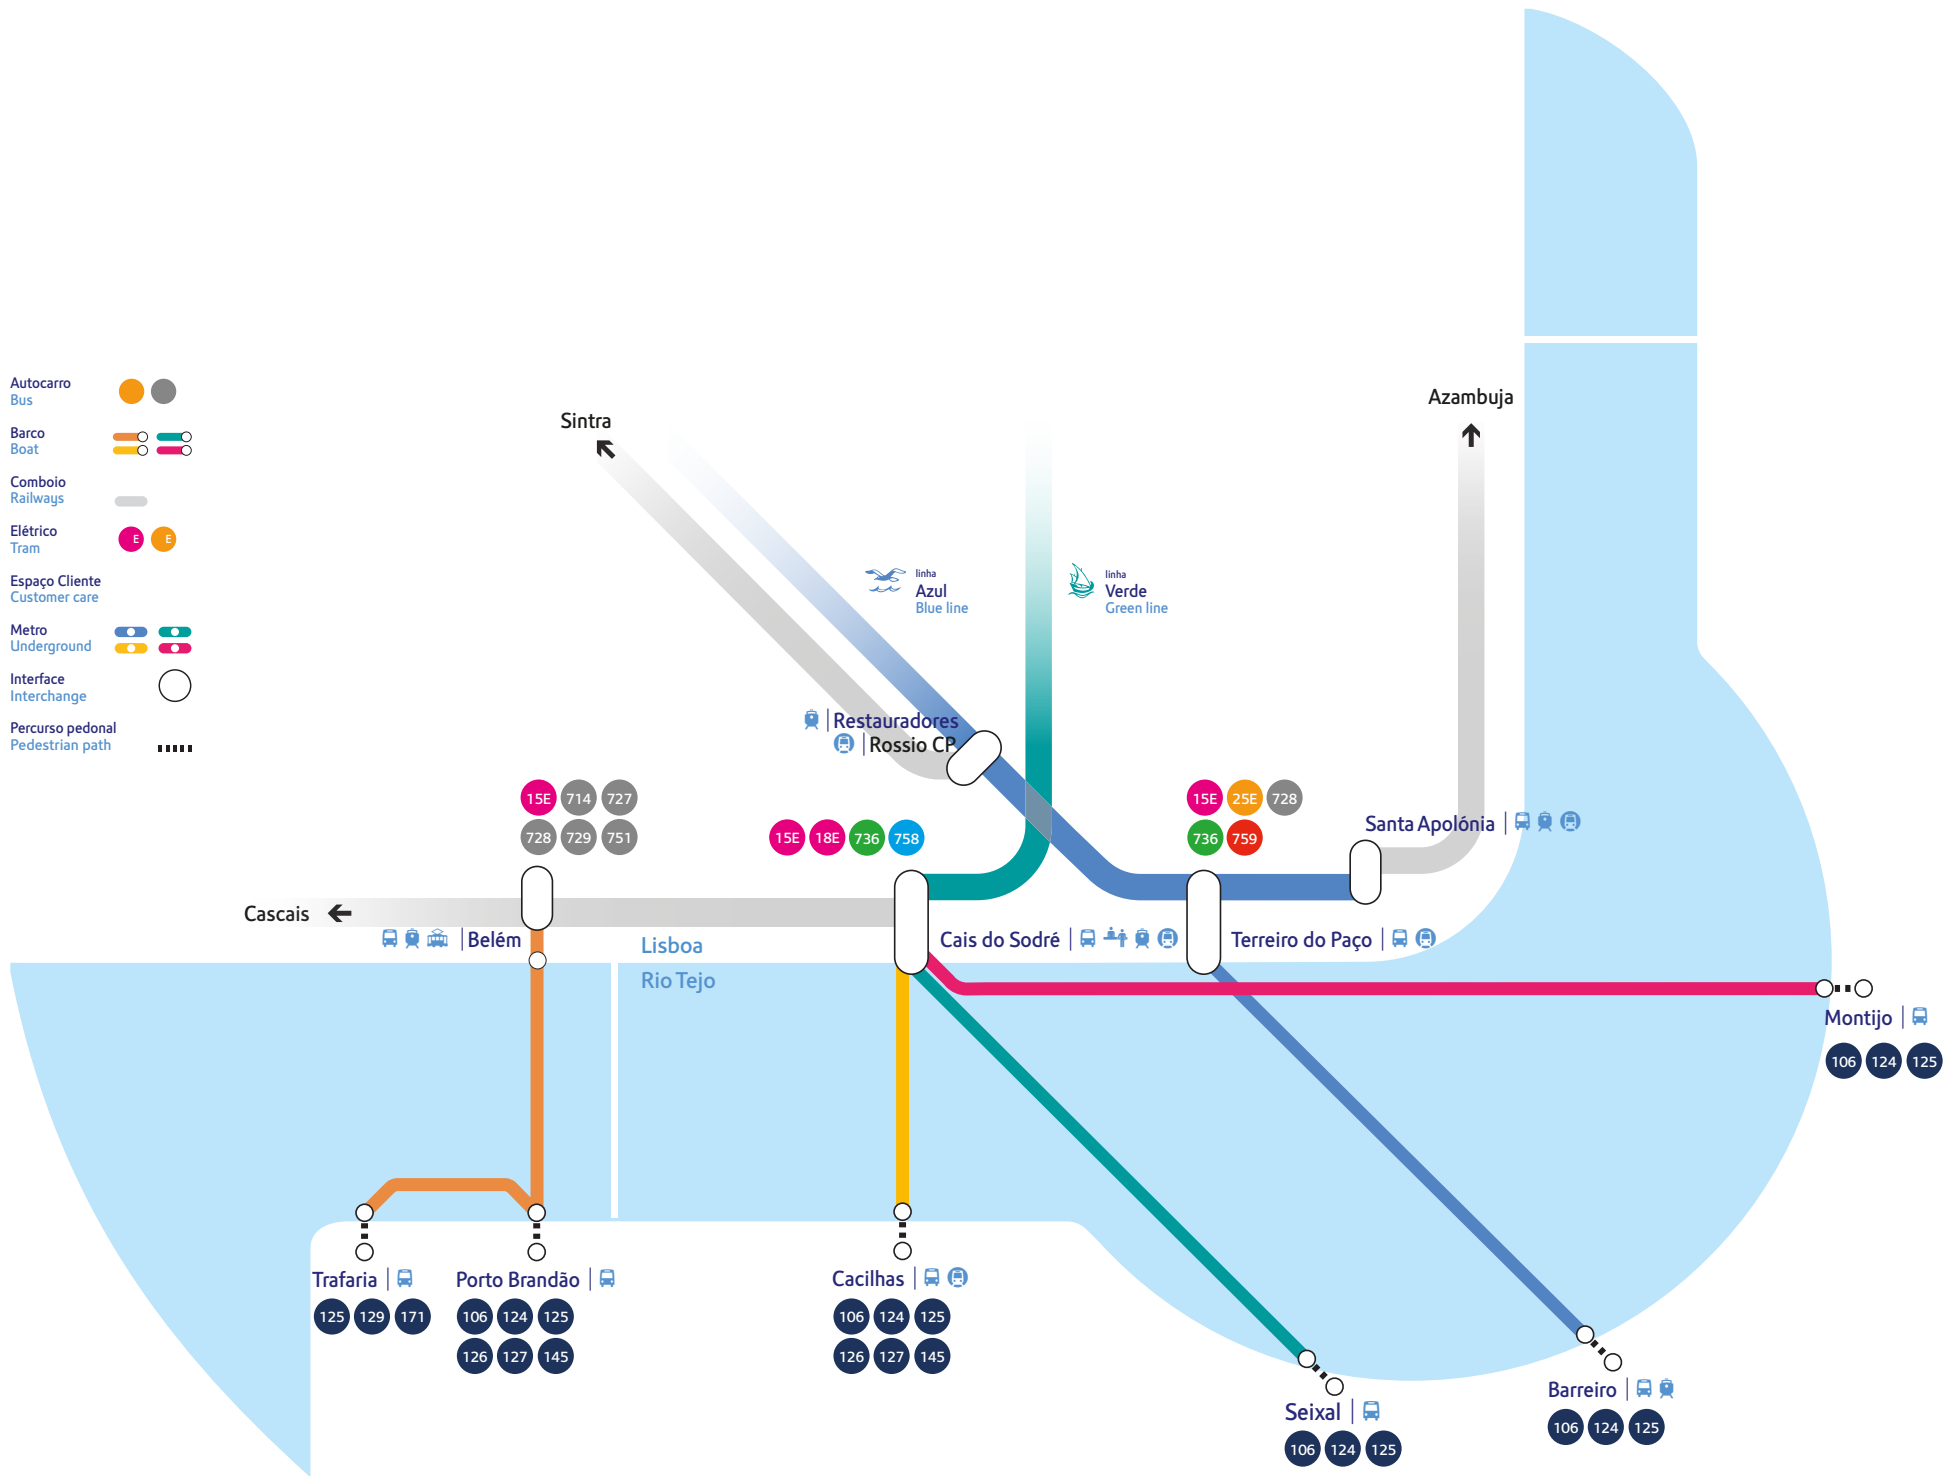 Autocarro
Bus
Barco
Boat
Comboio
Railways
Elétrico
Tram
E E
Espaço Cliente
Customer care
Metro
Underground
Interface
Interchange
Percurso pedonal
Pedestrian path
Azambuja
Sintra
linha
Azul
Blue line
linha
Verde
Green line
Restauradores
Rossio CP
15E 714 727
728 729 751
15E 18E 736 758
15E 25E 728
736 759
Santa Apolónia
Cascais
Belém
Lisboa
Rio Tejo
Cais do Sodré
Terreiro do Paço
Montijo
106 124 125
Trafaria
125 129 171
Porto Brandão
106 124 125
126 127 145
Cacilhas
106 124 125
126 127 145
Seixal
106 124 125
Barreiro
106 124 125